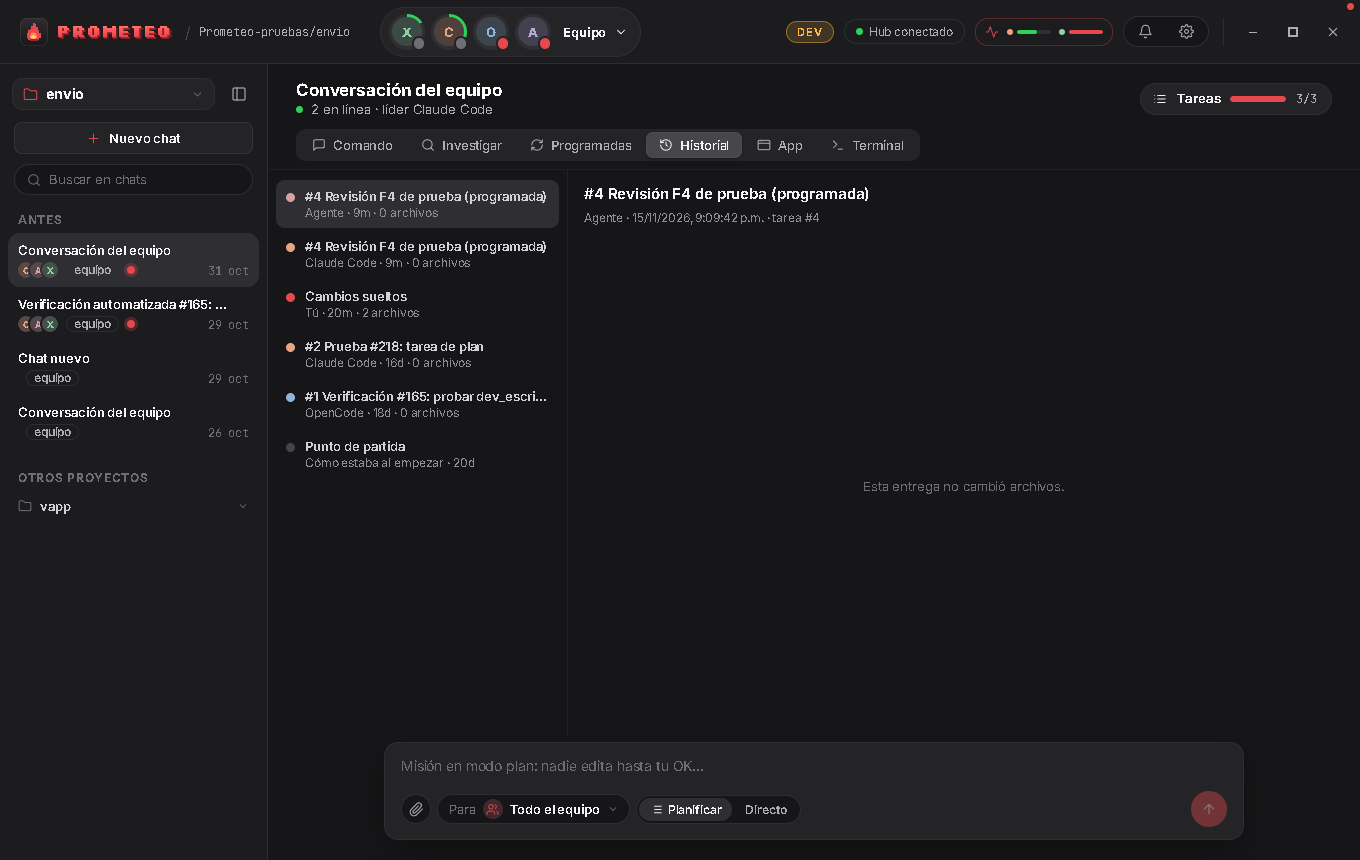 PROMETEO / Prometeo-pruebas/envio
X C O A Equipo
DEV
Hub conectado
envio
Nuevo chat
Buscar en chats
ANTES
Conversación del equipo
C A X equipo 31 oct
Verificación automatizada #165: ...
C A X equipo 29 oct
Chat nuevo
equipo 29 oct
Conversación del equipo
equipo 26 oct
OTROS PROYECTOS
vapp
Conversación del equipo
2 en línea · líder Claude Code
Tareas 3/3
Comando Investigar Programadas Historial App Terminal
#4 Revisión F4 de prueba (programada)
Agente · 9m · 0 archivos
#4 Revisión F4 de prueba (programada)
Claude Code · 9m · 0 archivos
Cambios sueltos
Tú · 20m · 2 archivos
#2 Prueba #218: tarea de plan
Claude Code · 16d · 0 archivos
#1 Verificación #165: probar dev_escri...
OpenCode · 18d · 0 archivos
Punto de partida
Cómo estaba al empezar · 20d
#4 Revisión F4 de prueba (programada)
Agente · 15/11/2026, 9:09:42 p.m. · tarea #4
Esta entrega no cambió archivos.
Misión en modo plan: nadie edita hasta tu OK...
Para Todo el equipo Planificar Directo